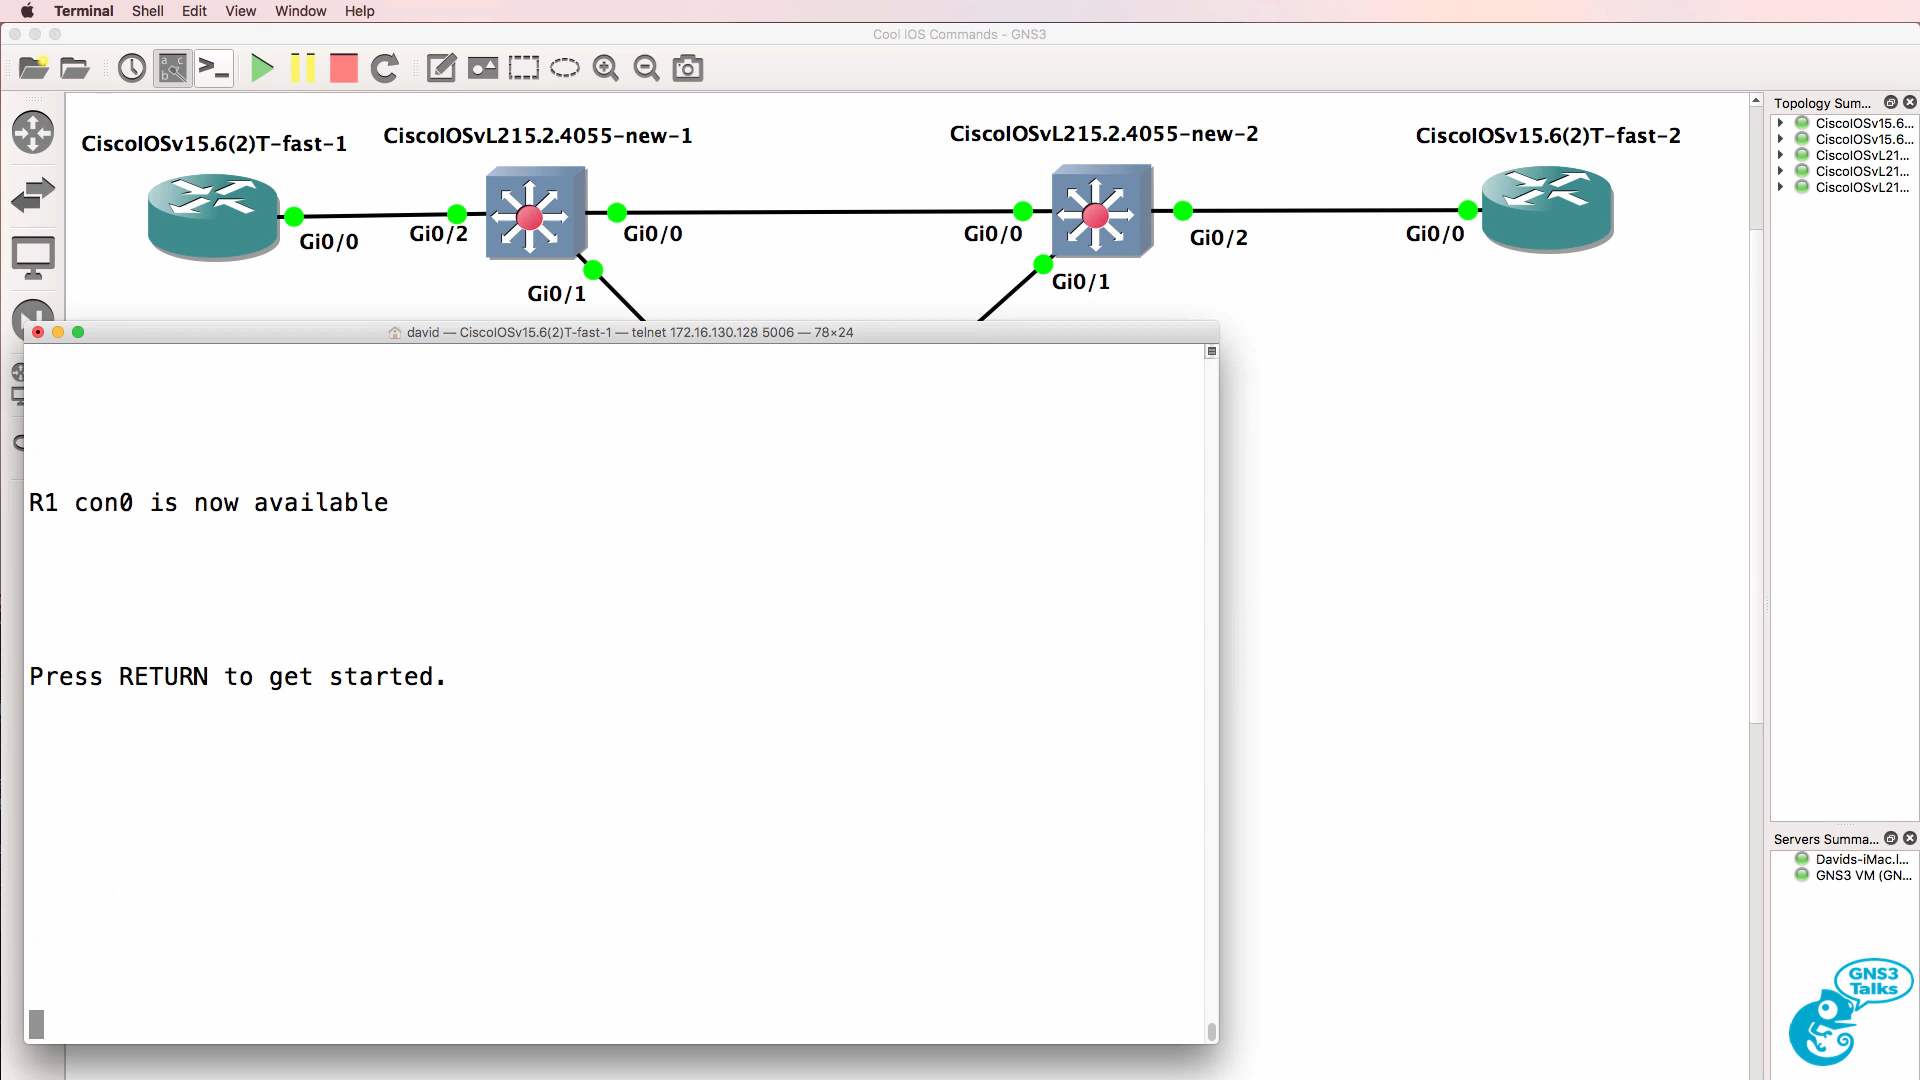 Terminal Shell Edit View Window Help
Cool IOS Commands - GNS3
CiscoIOSv15.6(2)T-fast-1
CiscoIOSvL215.2.4055-new-1
CiscoIOSvL215.2.4055-new-2
CiscoIOSv15.6(2)T-fast-2
Gi0/0
Gi0/2
Gi0/0
Gi0/0
Gi0/2
Gi0/0
Gi0/1
Gi0/1
david — CiscoIOSv15.6(2)T-fast-1 — telnet 172.16.130.128 5006 — 78×24
R1 con0 is now available
Press RETURN to get started.
Topology Sum...
CiscoIOSv15.6...
CiscoIOSv15.6...
CiscoIOSvL21...
CiscoIOSvL21...
CiscoIOSvL21...
Servers Summa...
Davids-iMac.l...
GNS3 VM (GN...
GNS3
Talks